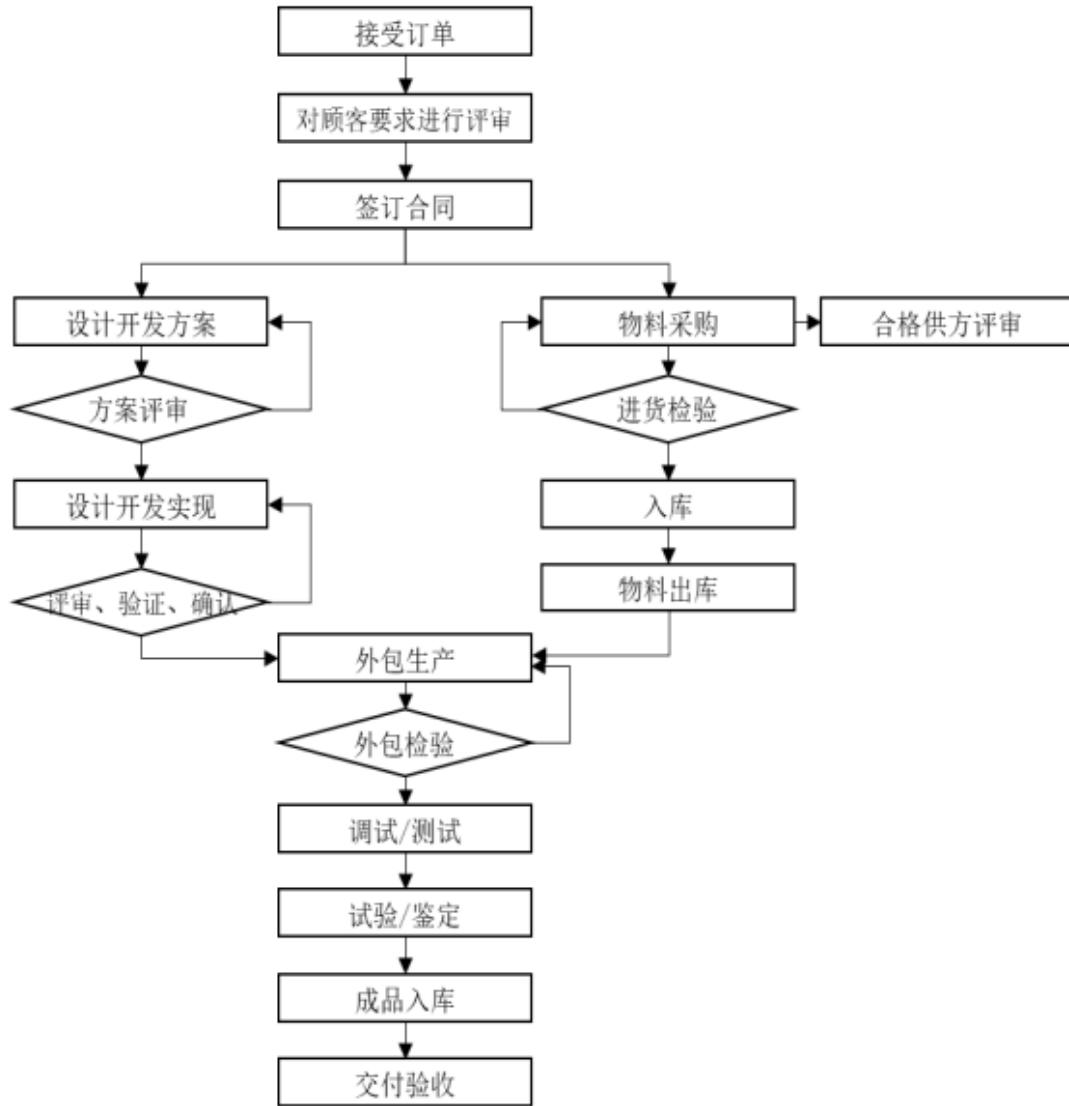 接受订单
对顾客要求进行评审
签订合同
设计开发方案
物料采购
合格供方评审
方案评审
进货检验
设计开发实现
入库
物料出库
评审、验证、确认
外包生产
外包检验
调试/测试
试验/鉴定
成品入库
交付验收